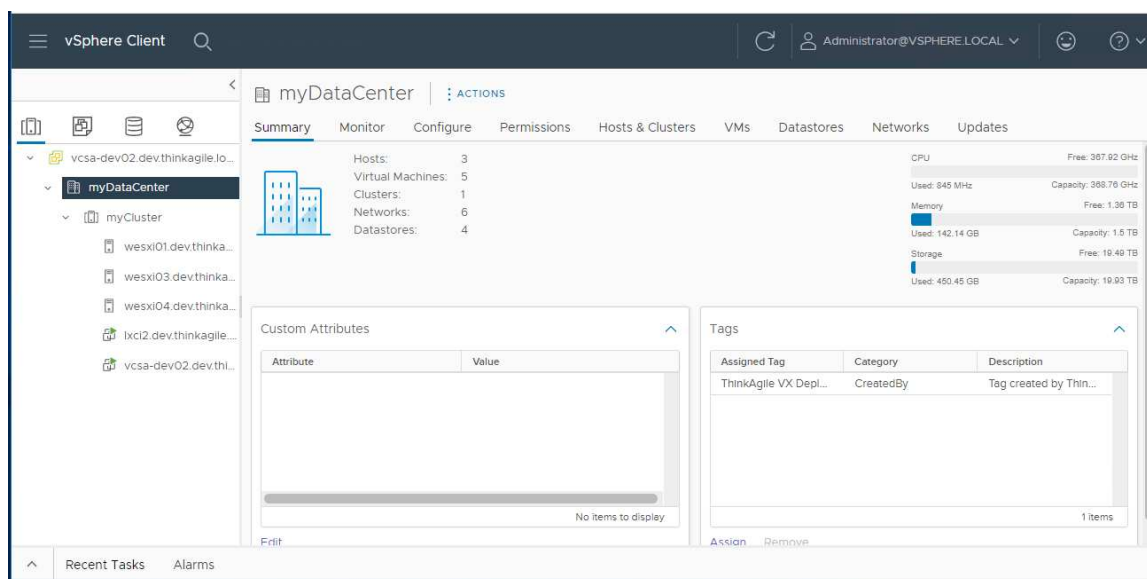 vSphere Client
Administrator@VSPHERE.LOCAL
myDataCenter
ACTIONS
Summary Monitor Configure Permissions Hosts & Clusters VMs Datastores Networks Updates
vcsa-dev02.dev.thinkagile.lo...
myDataCenter
myCluster
wesxi01.dev.thinka...
wesxi03.dev.thinka...
wesxi04.dev.thinka...
lxci2.dev.thinkagile....
vcsa-dev02.dev.thi...
Hosts: 3
Virtual Machines: 5
Clusters: 1
Networks: 6
Datastores: 4
CPU Free: 367.92 GHz
Used: 845 MHz Capacity: 368.76 GHz
Memory Free: 1.36 TB
Used: 142.14 GB Capacity: 1.5 TB
Storage Free: 19.49 TB
Used: 450.45 GB Capacity: 19.93 TB
Custom Attributes
Attribute Value
No items to display
Edit
Tags
Assigned Tag Category Description
ThinkAgile VX Depl... CreatedBy Tag created by Thin...
1 items
Assign Remove
Recent Tasks Alarms